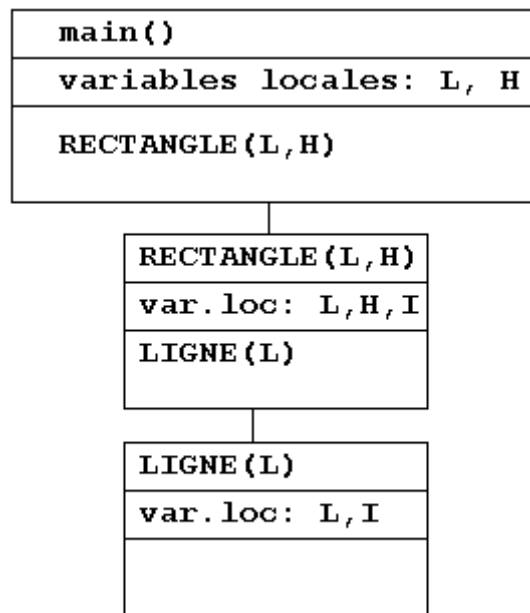 main()
variables locales: L, H
RECTANGLE(L,H)
RECTANGLE(L,H)
var.loc: L,H,I
LIGNE(L)
LIGNE(L)
var.loc: L,I